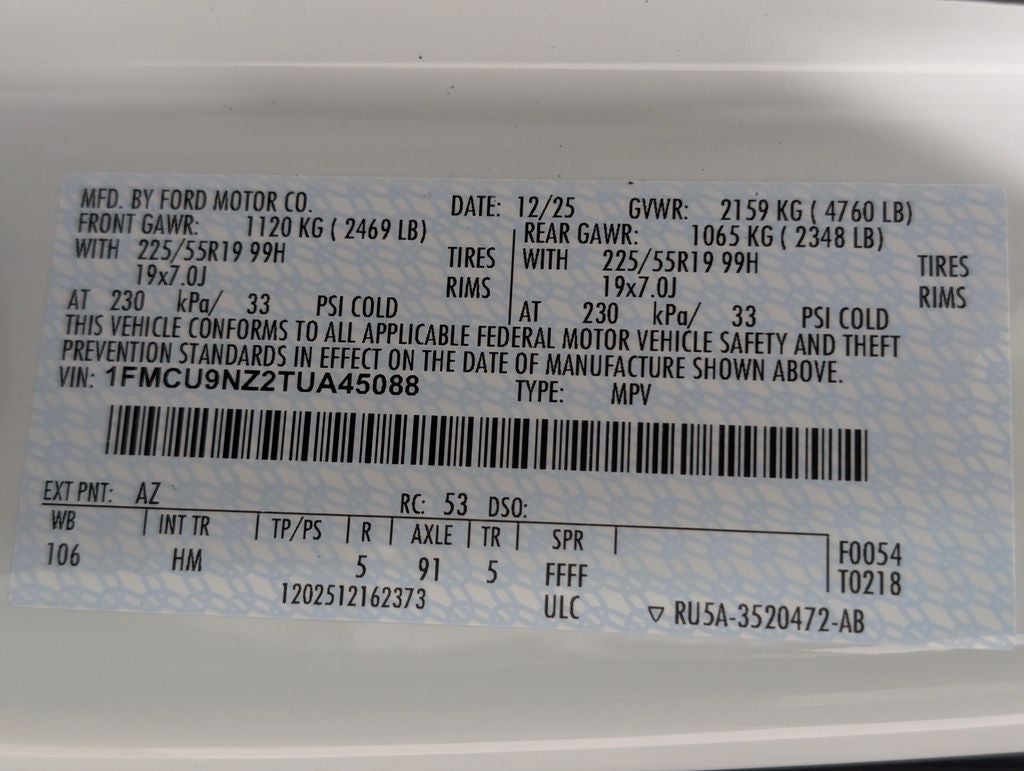 MFD. BY FORD MOTOR CO. DATE: 12/25 GVWR: 2159 KG ( 4760 LB)
FRONT GAWR: 1120 KG ( 2469 LB) REAR GAWR: 1065 KG ( 2348 LB)
WITH 225/55R19 99H TIRES WITH 225/55R19 99H TIRES
19x7.0J RIMS 19x7.0J RIMS
AT 230 kPa/ 33 PSI COLD AT 230 kPa/ 33 PSI COLD
THIS VEHICLE CONFORMS TO ALL APPLICABLE FEDERAL MOTOR VEHICLE SAFETY AND THEFT
PREVENTION STANDARDS IN EFFECT ON THE DATE OF MANUFACTURE SHOWN ABOVE.
VIN: 1FMCU9NZ2TUA45088 TYPE: MPV
EXT PNT: AZ RC: 53 DSO:
WB INT TR TP/PS R AXLE TR SPR
106 HM 5 91 5 FFFF F0054
T0218
1202512162373 ULC ▽ RU5A-3520472-AB